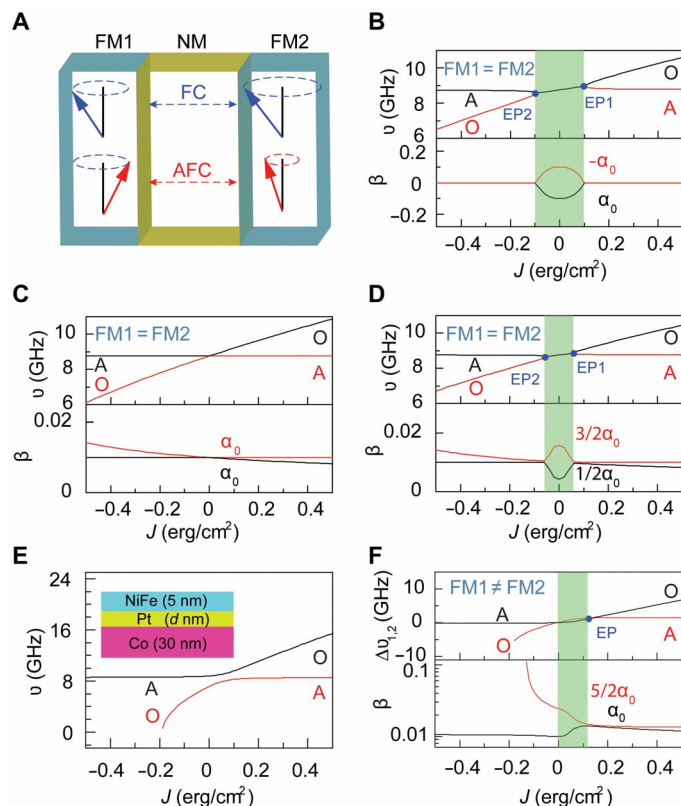 A
FM1 NM FM2
FC
AFC
B
FM1 = FM2
υ (GHz)
10
8
6
A
O
EP2
EP1
O
A
β
0.2
0
−0.2
−α₀
α₀
−0.4 −0.2 0 0.2 0.4
J (erg/cm²)
C
FM1 = FM2
υ (GHz)
10
8
6
A
O
O
A
β
0.02
0
α₀
α₀
−0.4 −0.2 0 0.2 0.4
J (erg/cm²)
D
FM1 = FM2
υ (GHz)
10
8
6
A
O
EP2
EP1
O
A
β
0.02
0
3/2α₀
1/2α₀
−0.4 −0.2 0 0.2 0.4
J (erg/cm²)
E
υ (GHz)
24
16
8
0
NiFe (5 nm)
Pt (d nm)
Co (30 nm)
A
O
O
A
−0.4 −0.2 0 0.2 0.4
J (erg/cm²)
F
FM1 ≠ FM2
Δυ₁,₂ (GHz)
10
0
−10
A
O
EP
O
A
β
0.1
0.01
5/2α₀
α₀
−0.4 −0.2 0 0.2 0.4
J (erg/cm²)